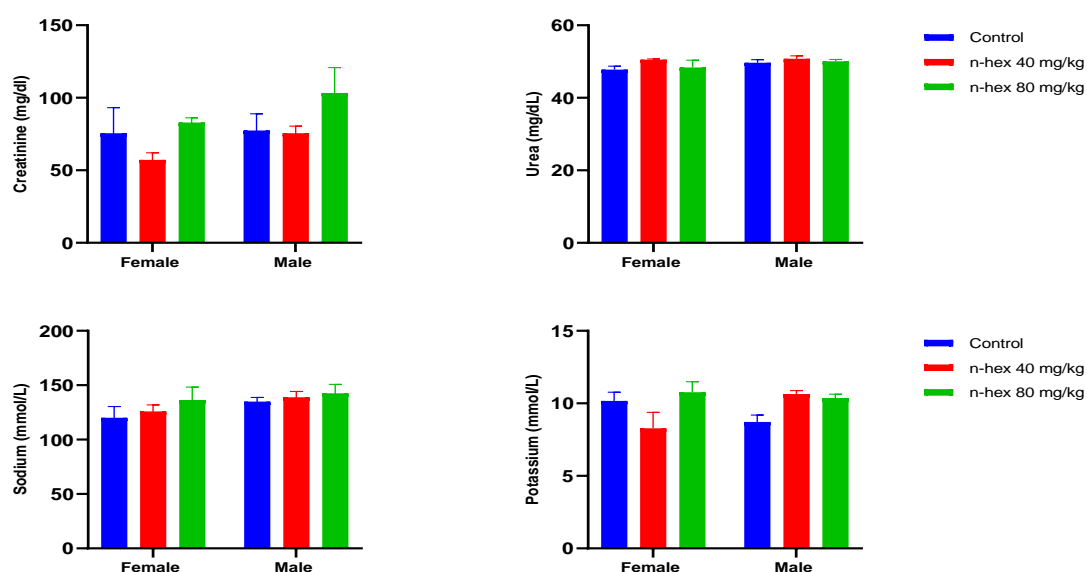 Creatinine (mg/dl)
150
100
50
0
Female
Male
Urea (mg/dL)
60
40
20
0
Female
Male
Control
n-hex 40 mg/kg
n-hex 80 mg/kg
Sodium (mmol/L)
200
150
100
50
0
Female
Male
Potassium (mmol/L)
15
10
5
0
Female
Male
Control
n-hex 40 mg/kg
n-hex 80 mg/kg